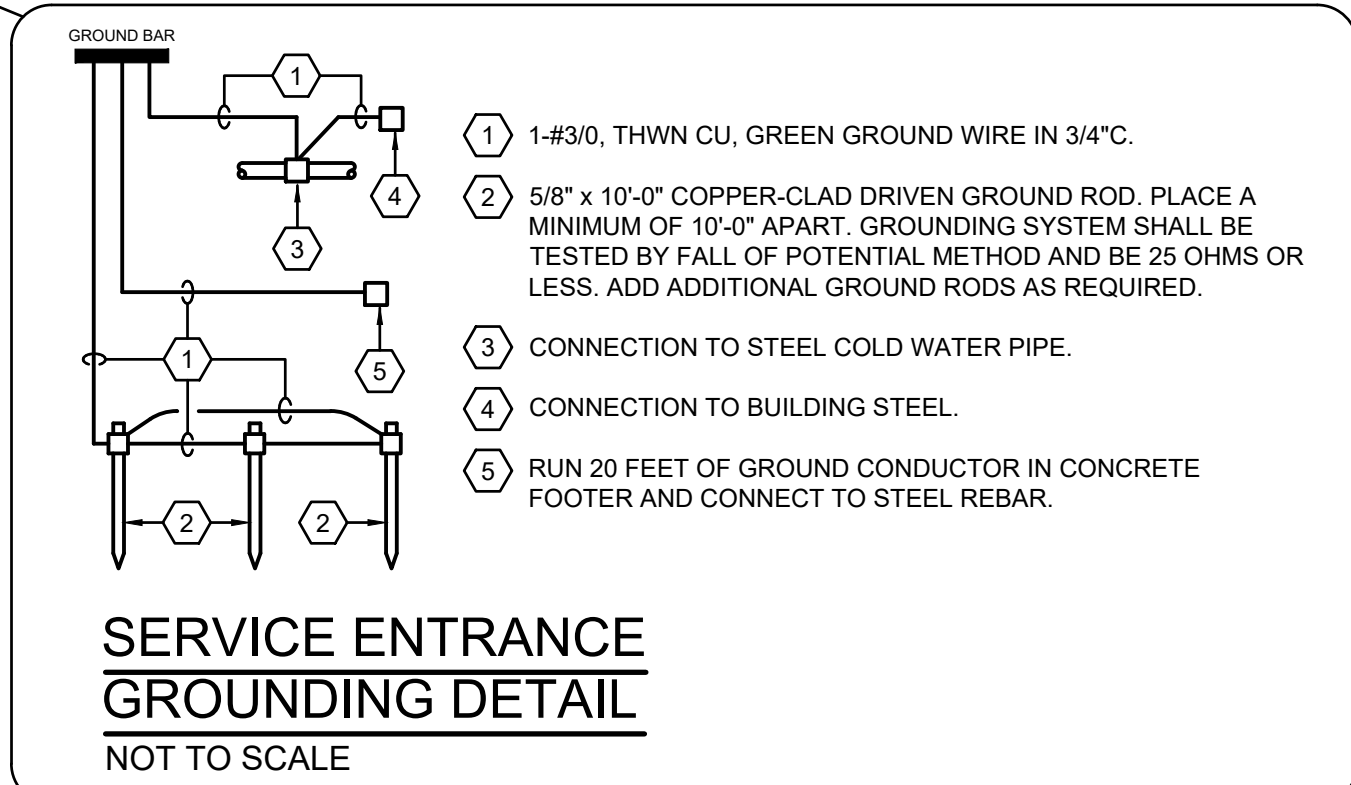 GROUND BAR
1
4
3
1
5
2
2
1 1-#3/0, THWN CU, GREEN GROUND WIRE IN 3/4"C.
2 5/8" x 10'-0" COPPER-CLAD DRIVEN GROUND ROD. PLACE A
MINIMUM OF 10'-0" APART. GROUNDING SYSTEM SHALL BE
TESTED BY FALL OF POTENTIAL METHOD AND BE 25 OHMS OR
LESS. ADD ADDITIONAL GROUND RODS AS REQUIRED.
3 CONNECTION TO STEEL COLD WATER PIPE.
4 CONNECTION TO BUILDING STEEL.
5 RUN 20 FEET OF GROUND CONDUCTOR IN CONCRETE
FOOTER AND CONNECT TO STEEL REBAR.
SERVICE ENTRANCE
GROUNDING DETAIL
NOT TO SCALE